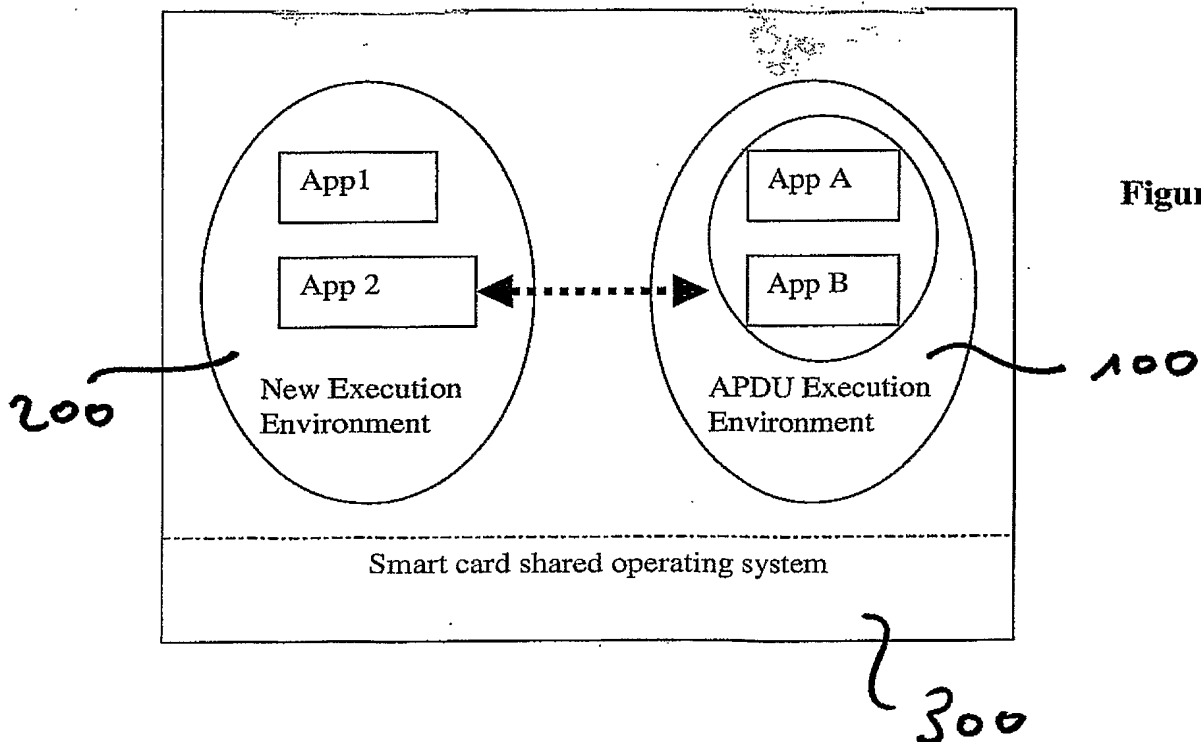 App1
App A
Figur
App 2
App B
100
200
New Execution
Environment
APDU Execution
Environment
Smart card shared operating system
300